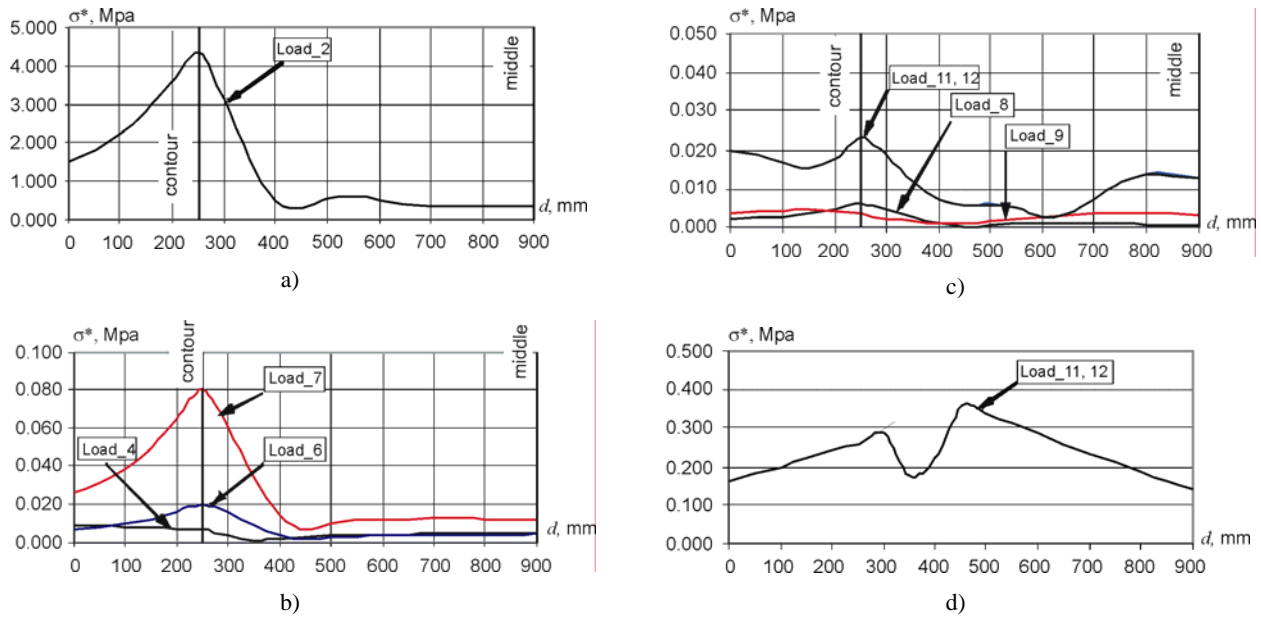 σ*, Mpa
5.000
4.000
3.000
2.000
1.000
0.000
Load_2
contour
middle
d, mm
0 100 200 300 400 500 600 700 800 900
a)
σ*, Mpa
0.050
0.040
0.030
0.020
0.010
0.000
contour
middle
Load_11, 12
Load_8
Load_9
d, mm
0 100 200 300 400 500 600 700 800 900
c)
σ*, Mpa
0.100
0.080
0.060
0.040
0.020
0.000
contour
middle
Load_7
Load_4
Load_6
d, mm
0 100 200 300 400 500 600 700 800 900
b)
σ*, Mpa
0.500
0.400
0.300
0.200
0.100
0.000
Load_11, 12
d, mm
0 100 200 300 400 500 600 700 800 900
d)